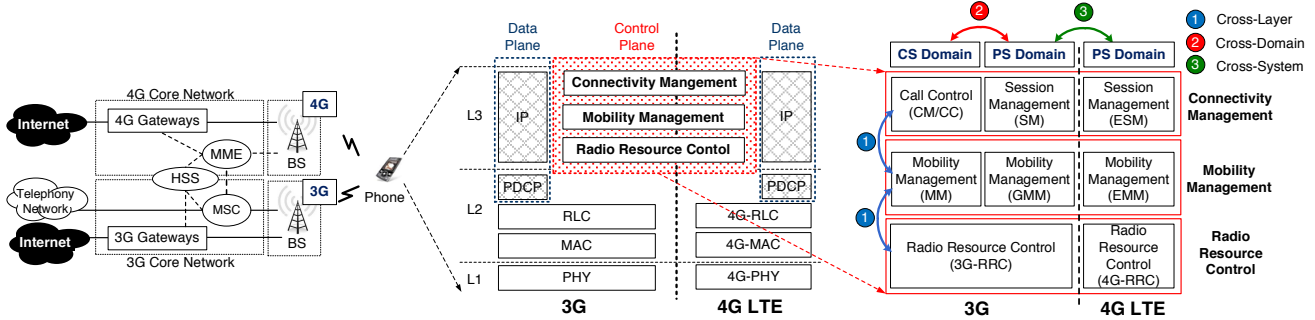 4G Core Network
4G
Internet
4G Gateways
BS
MME
HSS
Telephony
Network
MSC
3G
Internet
3G Gateways
BS
3G Core Network
Phone
Data
Plane
Control
Plane
Data
Plane
L3
IP
Connectivity Mangement
Mobility Management
Radio Resource Contol
IP
PDCP
PDCP
L2
RLC
4G-RLC
MAC
4G-MAC
L1
PHY
4G-PHY
3G
4G LTE
2
3
1 Cross-Layer
2 Cross-Domain
3 Cross-System
CS Domain
PS Domain
PS Domain
Call Control
(CM/CC)
Session
Management
(SM)
Session
Management
(ESM)
Connectivity
Management
1
Mobility
Management
(MM)
Mobility
Management
(GMM)
Mobility
Management
(EMM)
Mobility
Management
1
Radio Resource Control
(3G-RRC)
Radio
Resource
Control
(4G-RRC)
Radio
Resource
Control
3G
4G LTE